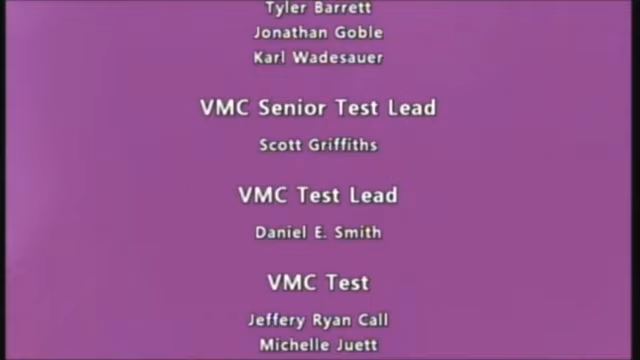 Tyler Barrett
Jonathan Goble
Karl Wadesauer
VMC Senior Test Lead
Scott Griffiths
VMC Test Lead
Daniel E. Smith
VMC Test
Jeffery Ryan Call
Michelle Juett